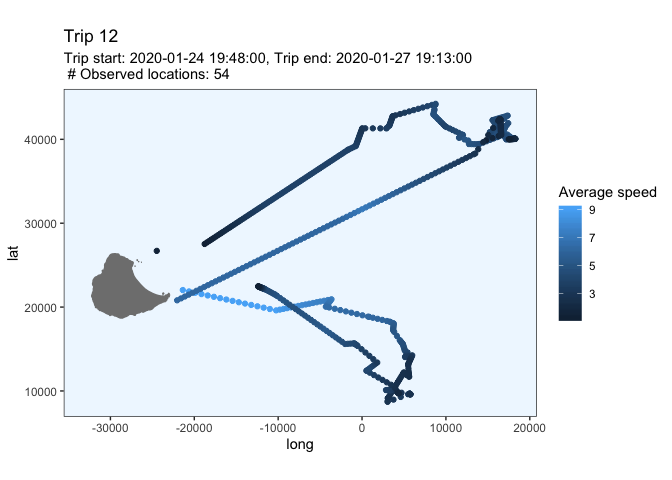 Trip 12
Trip start: 2020-01-24 19:48:00, Trip end: 2020-01-27 19:13:00
# Observed locations: 54
40000
30000
20000
10000
lat
-30000 -20000 -10000 0 10000 20000
long
Average speed
9
7
5
3